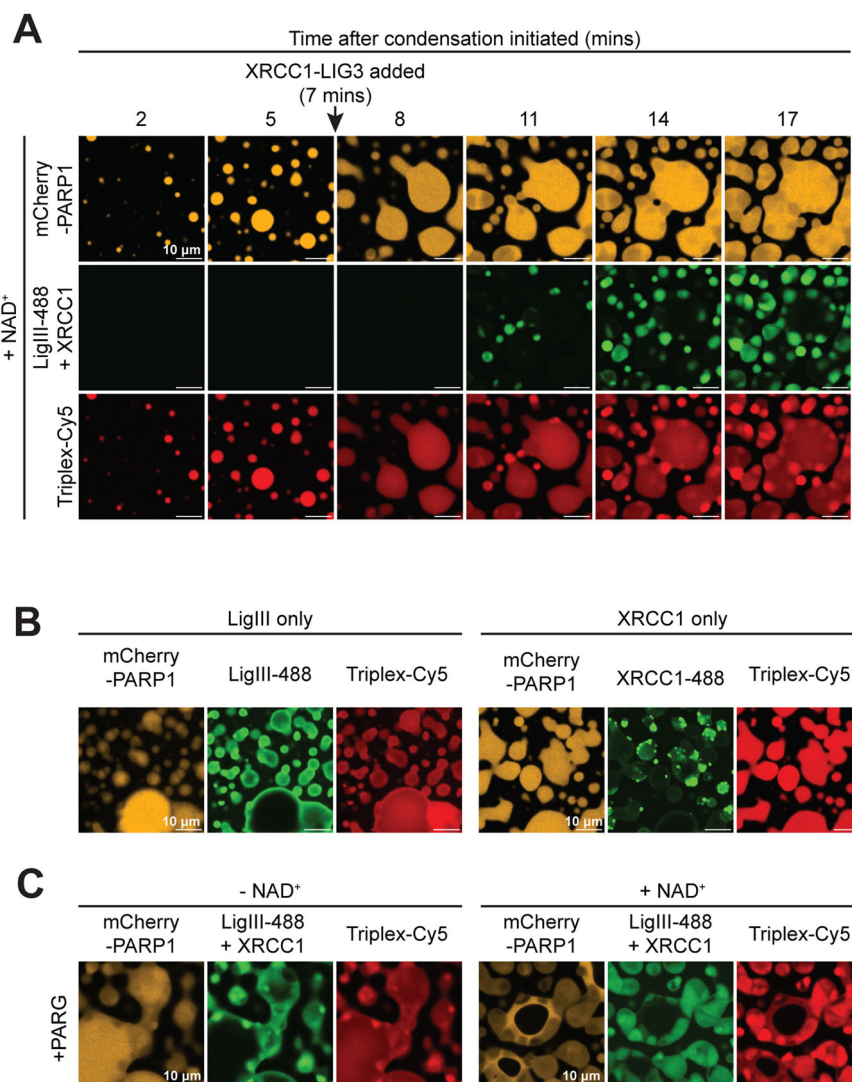 A
Time after condensation initiated (mins)
XRCC1-LIG3 added
(7 mins)
2 5 8 11 14 17
+ NAD⁺
mCherry
-PARP1
10 µm
LigIII-488
+ XRCC1
Triplex-Cy5
B
LigIII only XRCC1 only
mCherry
-PARP1 LigIII-488 Triplex-Cy5 mCherry
-PARP1 XRCC1-488 Triplex-Cy5
10 µm 10 µm
C
- NAD⁺ + NAD⁺
mCherry
-PARP1 LigIII-488
+ XRCC1 Triplex-Cy5 mCherry
-PARP1 LigIII-488
+ XRCC1 Triplex-Cy5
+PARG
10 µm 10 µm